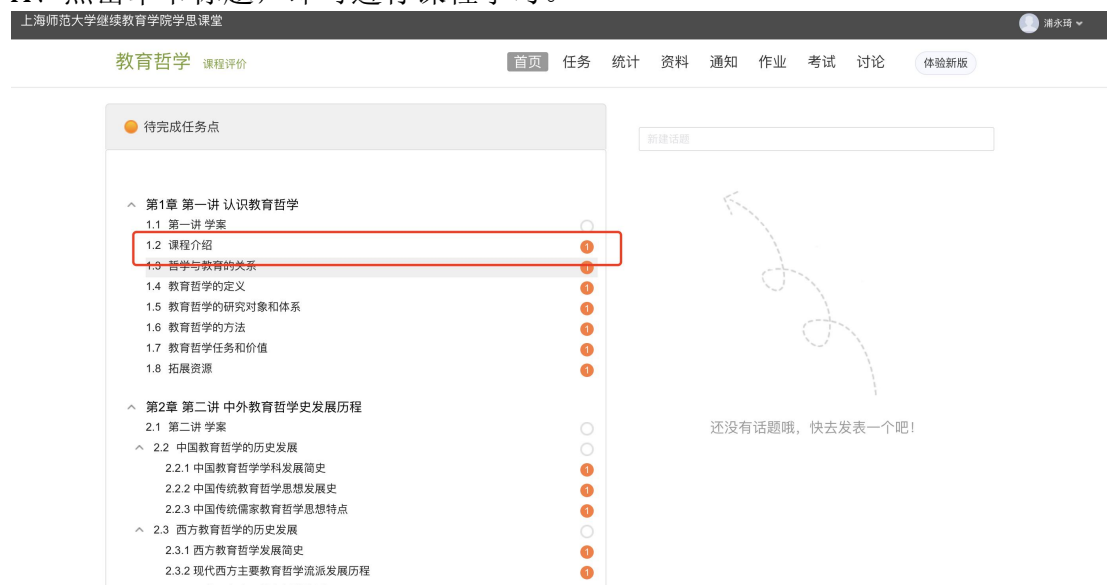 上海师范大学继续教育学院学思课堂
浦永琦
教育哲学 课程评价
首页 任务 统计 资料 通知 作业 考试 讨论 体验新版
待完成任务点
新建话题
第1章 第一讲 认识教育哲学
1.1 第一讲 学案
1.2 课程介绍 1
1.3 哲学与教育的关系 1
1.4 教育哲学的定义 1
1.5 教育哲学的研究对象和体系 1
1.6 教育哲学的方法 1
1.7 教育哲学任务和价值 1
1.8 拓展资源 1
第2章 第二讲 中外教育哲学史发展历程
2.1 第二讲 学案
2.2 中国教育哲学的历史发展
2.2.1 中国教育哲学学科发展简史 1
2.2.2 中国传统教育哲学思想发展史 1
2.2.3 中国传统儒家教育哲学思想特点 1
2.3 西方教育哲学的历史发展
2.3.1 西方教育哲学发展简史 1
2.3.2 现代西方主要教育哲学流派发展历程 1
还没有话题哦，快去发表一个吧！